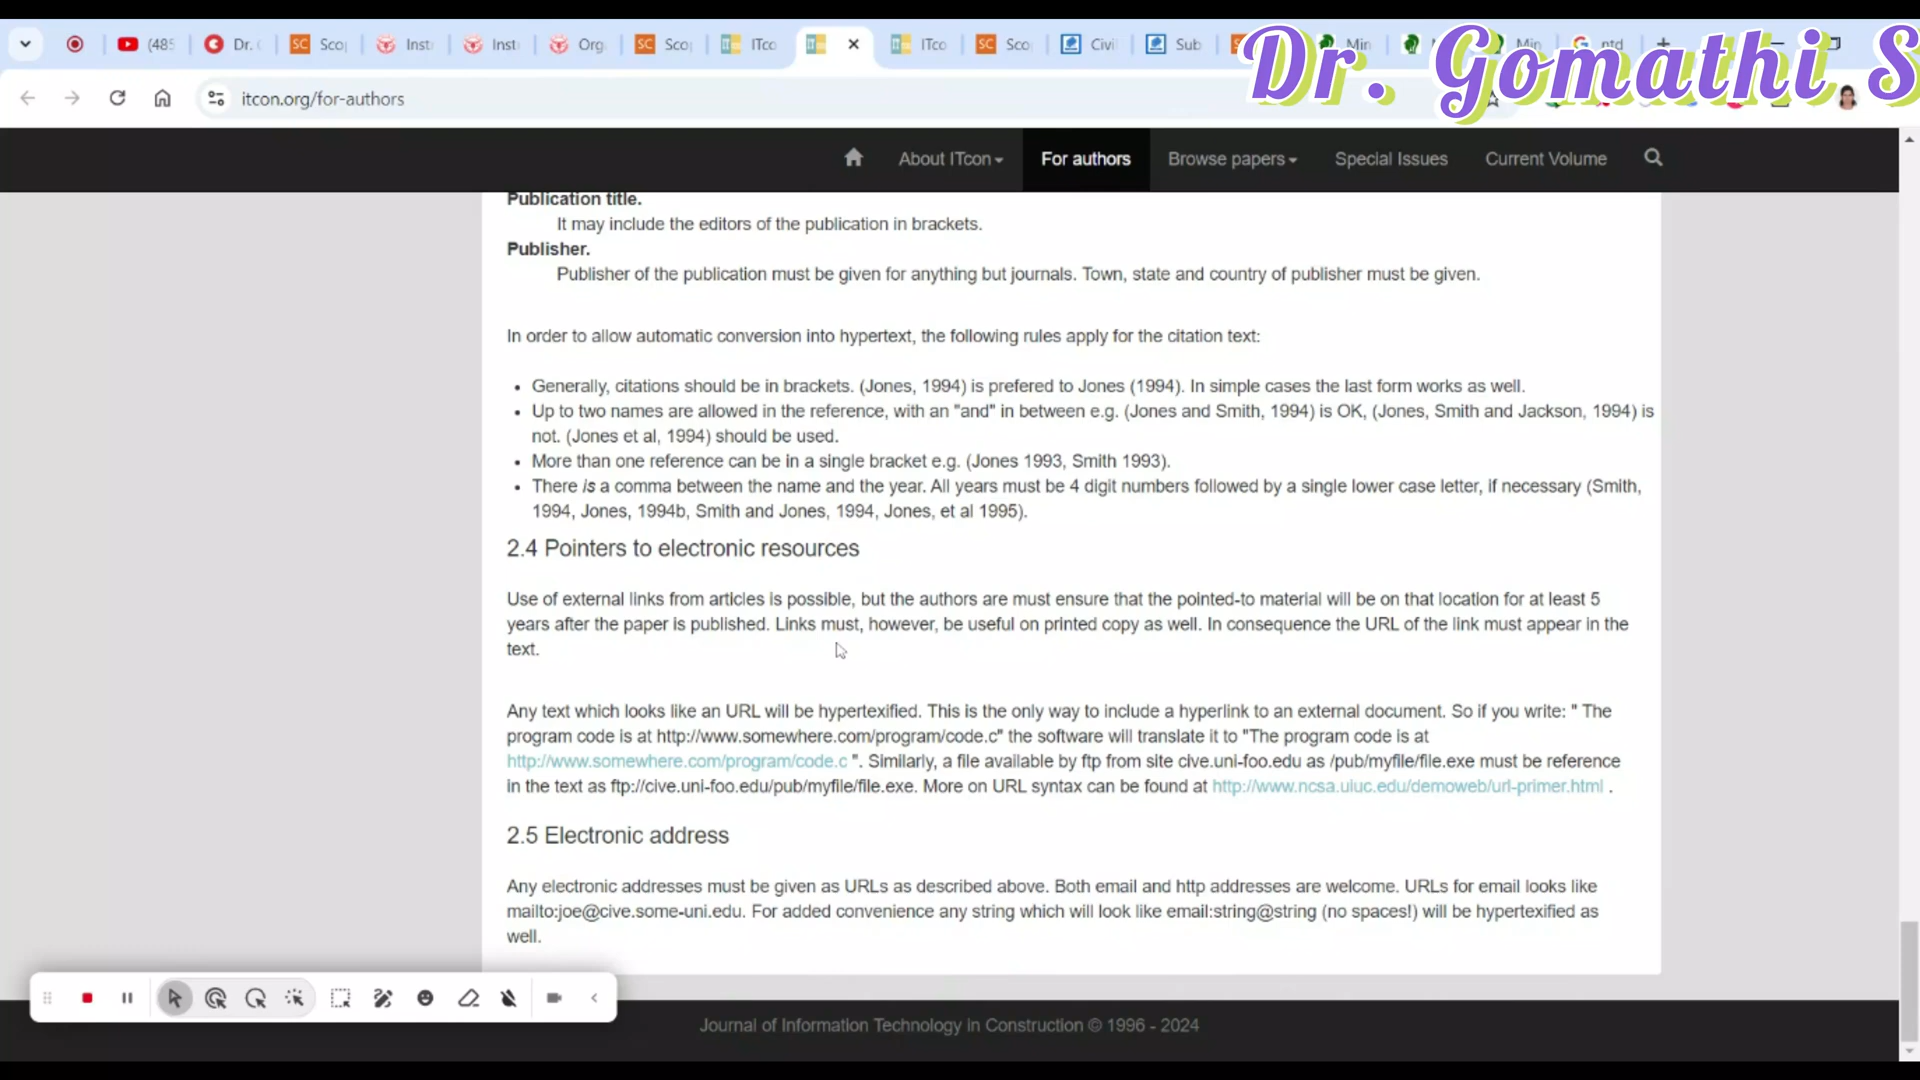 (485
Dr. (
Sco
Inst
Inst
Org
Sco
ITco
ITco
Sco
Civil
Sub
Min
Min
ntd
Dr. Gomathi S
itcon.org/for-authors
About ITcon
For authors
Browse papers
Special Issues
Current Volume
Publication title.
It may include the editors of the publication in brackets.
Publisher.
Publisher of the publication must be given for anything but journals. Town, state and country of publisher must be given.
In order to allow automatic conversion into hypertext, the following rules apply for the citation text:
• Generally, citations should be in brackets. (Jones, 1994) is prefered to Jones (1994). In simple cases the last form works as well.
• Up to two names are allowed in the reference, with an "and" in between e.g. (Jones and Smith, 1994) is OK, (Jones, Smith and Jackson, 1994) is
not. (Jones et al, 1994) should be used.
• More than one reference can be in a single bracket e.g. (Jones 1993, Smith 1993).
• There is a comma between the name and the year. All years must be 4 digit numbers followed by a single lower case letter, if necessary (Smith,
1994, Jones, 1994b, Smith and Jones, 1994, Jones, et al 1995).
2.4 Pointers to electronic resources
Use of external links from articles is possible, but the authors are must ensure that the pointed-to material will be on that location for at least 5
years after the paper is published. Links must, however, be useful on printed copy as well. In consequence the URL of the link must appear in the
text.
Any text which looks like an URL will be hypertexified. This is the only way to include a hyperlink to an external document. So if you write: " The
program code is at http://www.somewhere.com/program/code.c" the software will translate it to "The program code is at
http://www.somewhere.com/program/code.c ". Similarly, a file available by ftp from site cive.uni-foo.edu as /pub/myfile/file.exe must be reference
in the text as ftp://cive.uni-foo.edu/pub/myfile/file.exe. More on URL syntax can be found at http://www.ncsa.uiuc.edu/demoweb/url-primer.html .
2.5 Electronic address
Any electronic addresses must be given as URLs as described above. Both email and http addresses are welcome. URLs for email looks like
mailto:joe@cive.some-uni.edu. For added convenience any string which will look like email:string@string (no spaces!) will be hypertexified as
well.
Journal of Information Technology in Construction © 1996 - 2024